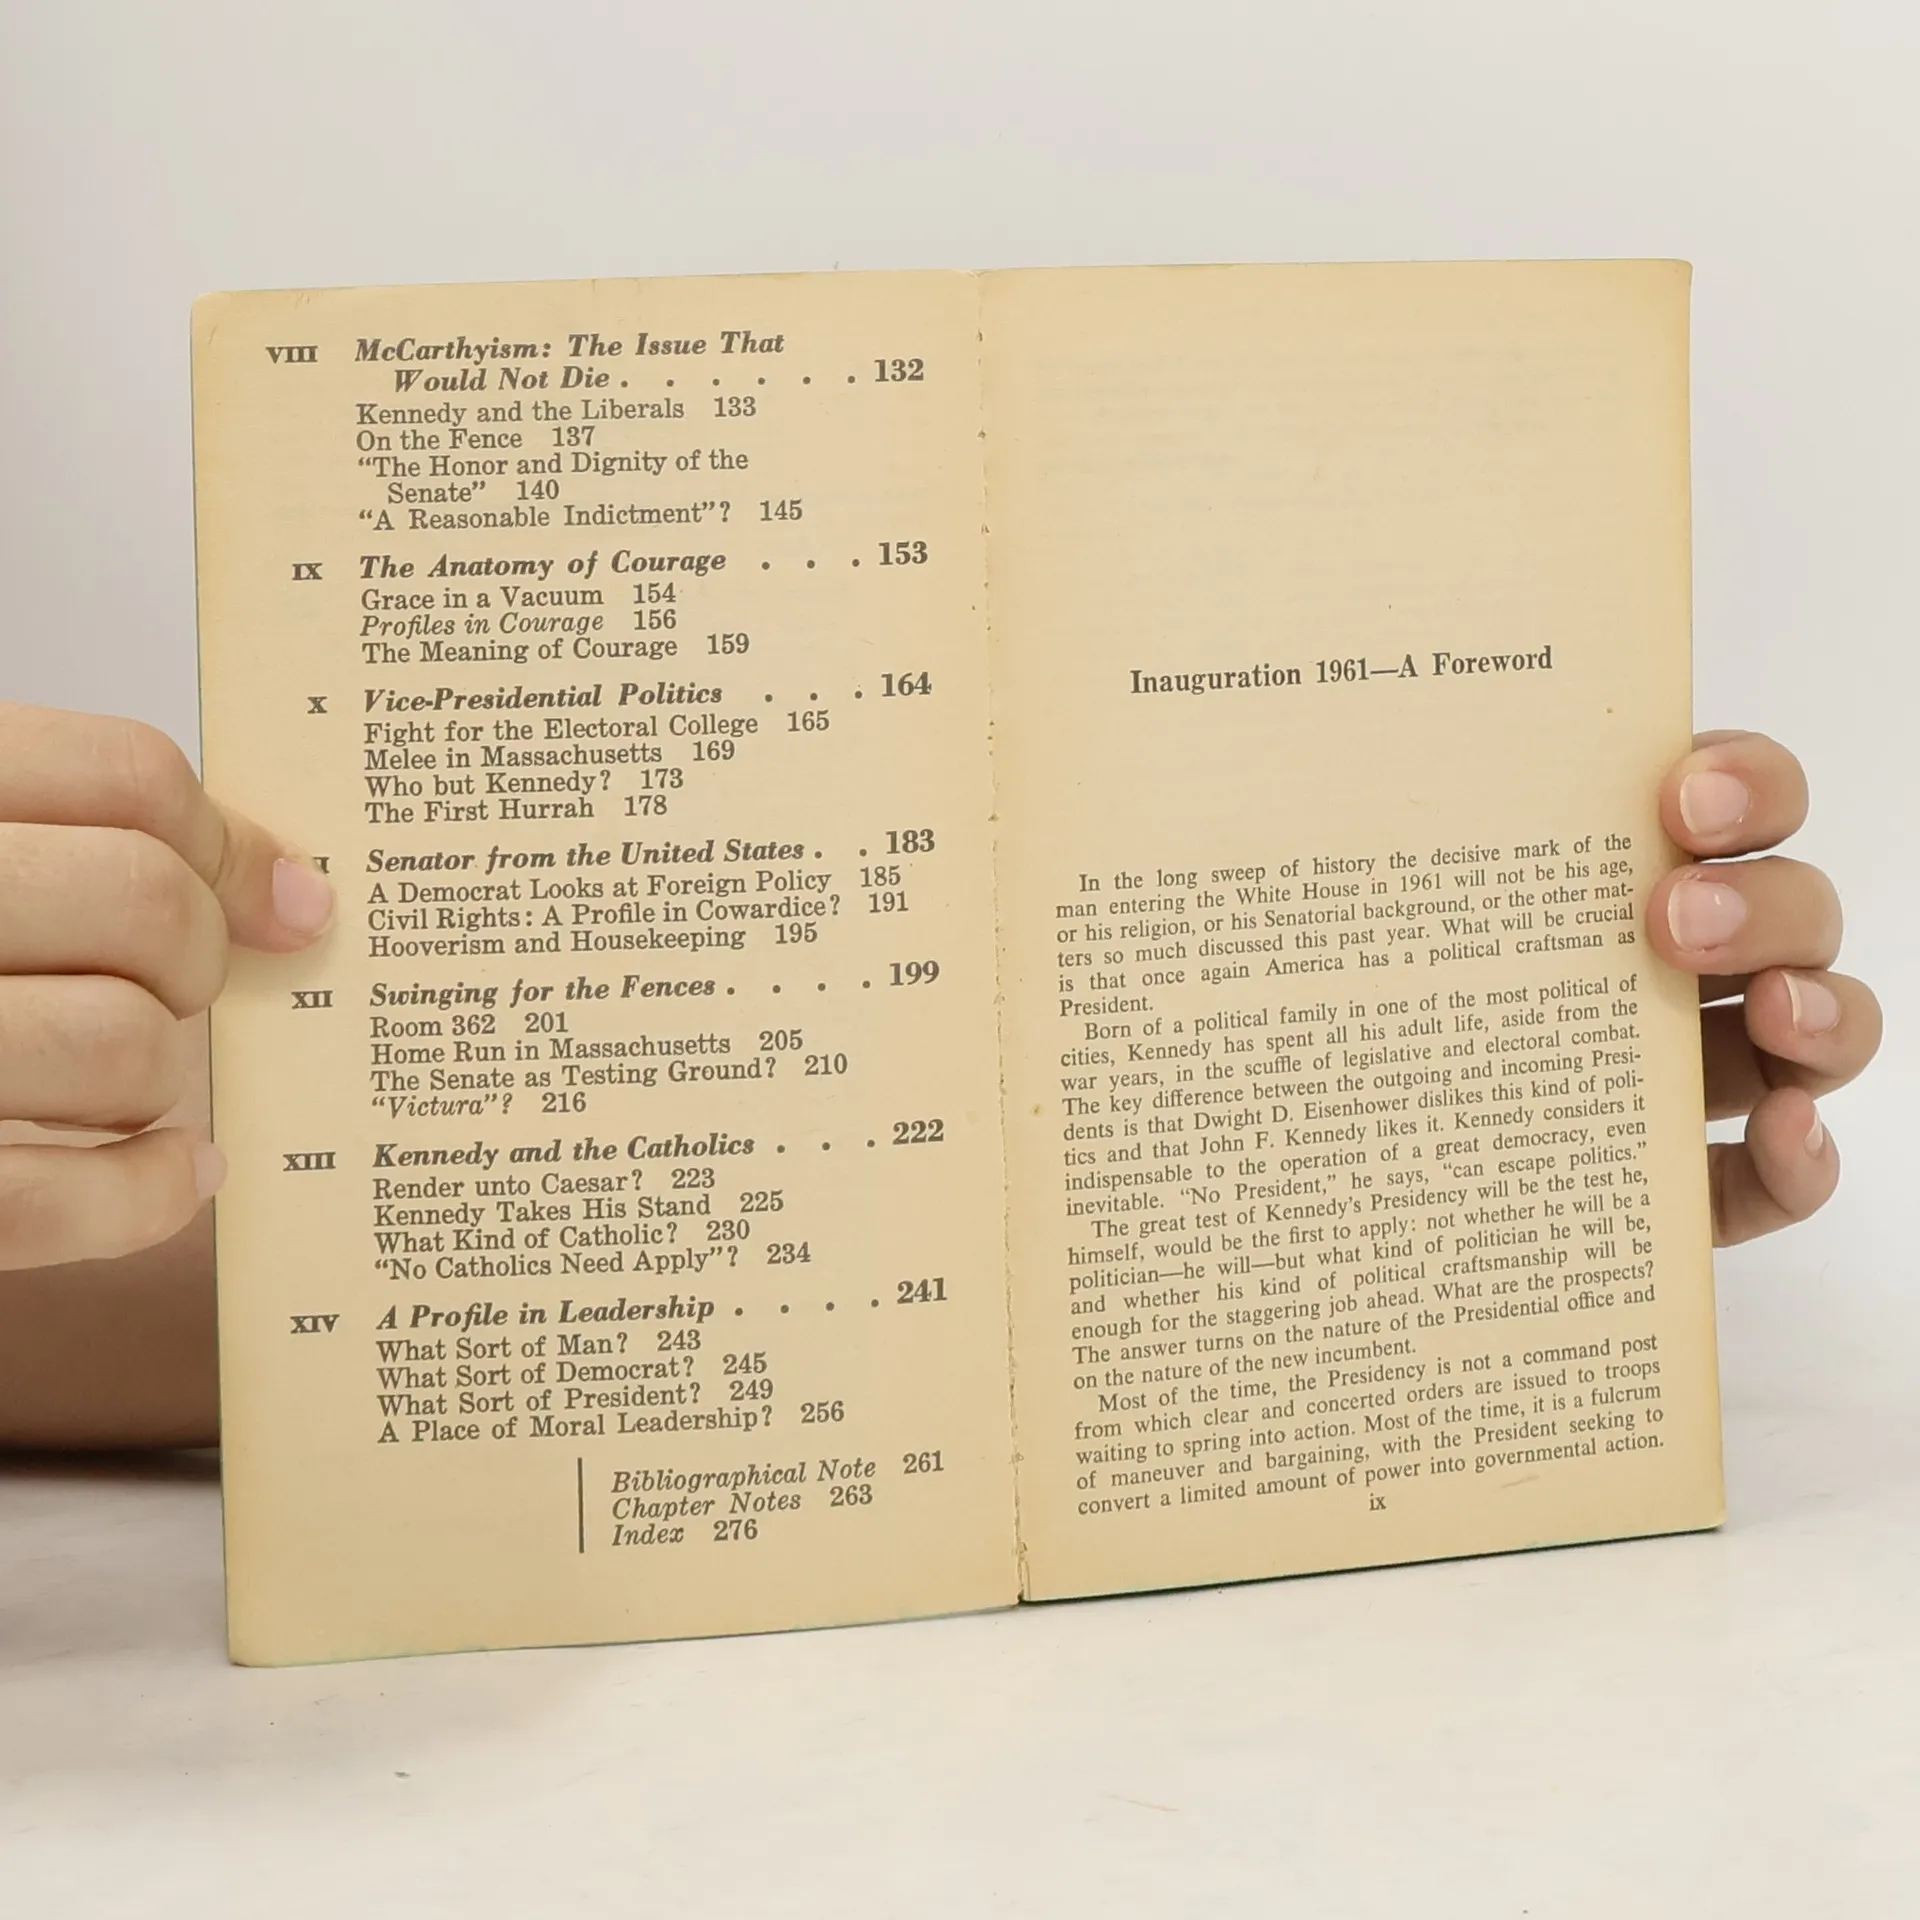 VIII McCarthyism: The Issue That
Would Not Die . . . . . . 132
Kennedy and the Liberals 133
On the Fence 137
“The Honor and Dignity of the
Senate” 140
“A Reasonable Indictment”? 145
IX The Anatomy of Courage . . . 153
Grace in a Vacuum 154
Profiles in Courage 156
The Meaning of Courage 159
X Vice-Presidential Politics . . . 164
Fight for the Electoral College 165
Melee in Massachusetts 169
Who but Kennedy? 173
The First Hurrah 178
I Senator from the United States . . 183
A Democrat Looks at Foreign Policy 185
Civil Rights: A Profile in Cowardice? 191
Hooverism and Housekeeping 195
XII Swinging for the Fences . . . . 199
Room 362 201
Home Run in Massachusetts 205
The Senate as Testing Ground? 210
“Victura”? 216
XIII Kennedy and the Catholics . . . 222
Render unto Caesar? 223
Kennedy Takes His Stand 225
What Kind of Catholic? 230
“No Catholics Need Apply”? 234
XIV A Profile in Leadership . . . . 241
What Sort of Man? 243
What Sort of Democrat? 245
What Sort of President? 249
A Place of Moral Leadership? 256
Bibliographical Note 261
Chapter Notes 263
Index 276
Inauguration 1961—A Foreword
In the long sweep of history the decisive mark of the
man entering the White House in 1961 will not be his age,
or his religion, or his Senatorial background, or the other mat-
ters so much discussed this past year. What will be crucial
is that once again America has a political craftsman as
President.
Born of a political family in one of the most political of
cities, Kennedy has spent all his adult life, aside from the
war years, in the scuffle of legislative and electoral combat.
The key difference between the outgoing and incoming Presi-
dents is that Dwight D. Eisenhower dislikes this kind of poli-
tics and that John F. Kennedy likes it. Kennedy considers it
indispensable to the operation of a great democracy, even
inevitable. “No President,” he says, “can escape politics.”
The great test of Kennedy’s Presidency will be the test he,
himself, would be the first to apply: not whether he will be a
politician—he will—but what kind of politician he will be,
and whether his kind of political craftsmanship will be
enough for the staggering job ahead. What are the prospects?
The answer turns on the nature of the Presidential office and
on the nature of the new incumbent.
Most of the time, the Presidency is not a command post
from which clear and concerted orders are issued to troops
waiting to spring into action. Most of the time, it is a fulcrum
of maneuver and bargaining, with the President seeking to
convert a limited amount of power into governmental action.
ix